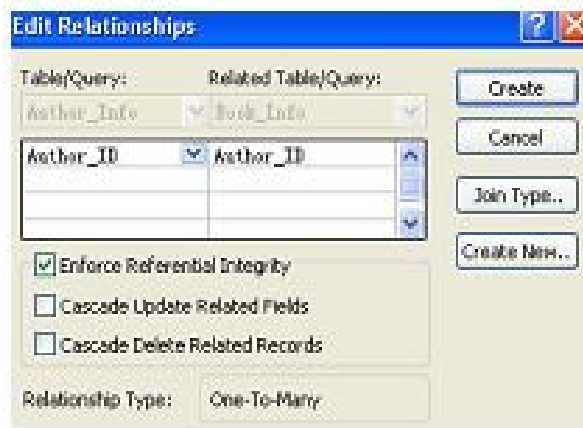 Edit Relationships
Table/Query: Related Table/Query:
Author_Info Book_Info
Author_ID Author_ID
Enforce Referential Integrity
Cascade Update Related Fields
Cascade Delete Related Records
Relationship Type: One-To-Many
Create
Cancel
Join Type..
Create New..